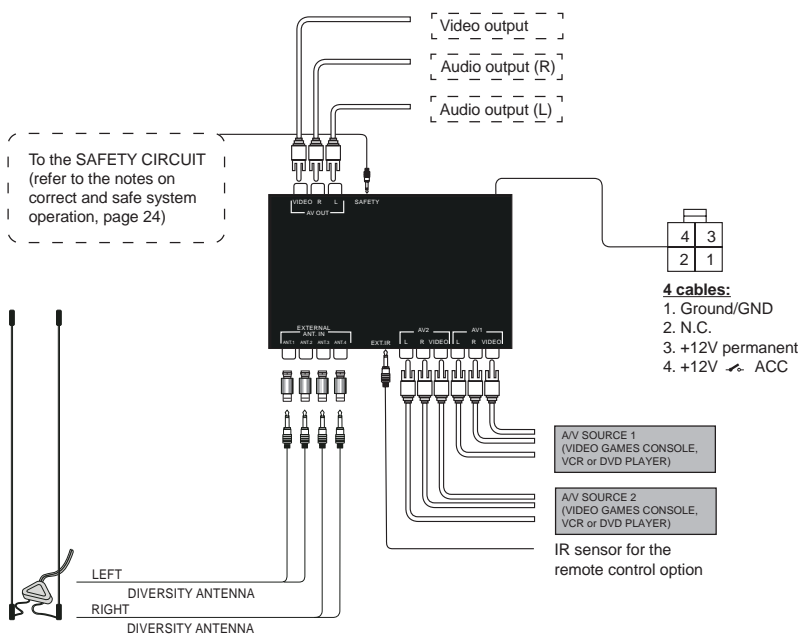 Video output
Audio output (R)
Audio output (L)
To the SAFETY CIRCUIT
(refer to the notes on
correct and safe system
operation, page 24)
VIDEO R L SAFETY
AV OUT
4 3
2 1
4 cables:
1. Ground/GND
2. N.C.
3. +12V permanent
4. +12V ACC
EXTERNAL
ANT. IN
ANT.1 ANT.2 ANT.3 ANT.4
EXT.IR
AV2 AV1
L R VIDEO L R VIDEO
A/V SOURCE 1
(VIDEO GAMES CONSOLE,
VCR or DVD PLAYER)
A/V SOURCE 2
(VIDEO GAMES CONSOLE,
VCR or DVD PLAYER)
IR sensor for the
remote control option
LEFT
DIVERSITY ANTENNA
RIGHT
DIVERSITY ANTENNA